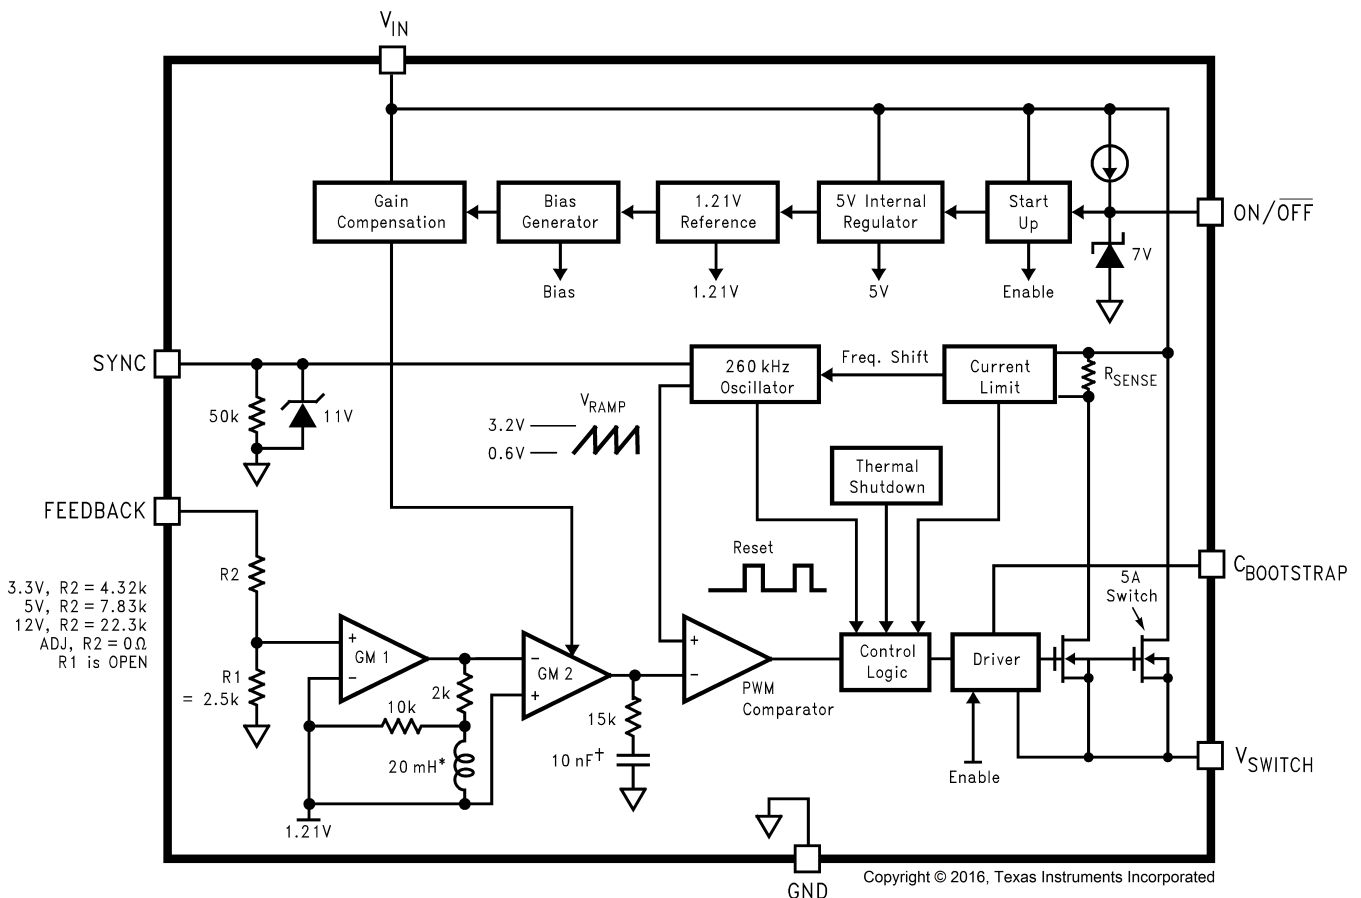 VIN
Gain
Compensation
Bias
Generator
1.21V
Reference
5V Internal
Regulator
Start
Up
ON/OFF
7V
Bias
1.21V
5V
Enable
SYNC
50k
11V
260 kHz
Oscillator
Freq. Shift
Current
Limit
RSENSE
VRAMP
3.2V
0.6V
Thermal
Shutdown
FEEDBACK
Reset
CBOOTSTRAP
5A
Switch
R2
3.3V, R2 = 4.32k
5V, R2 = 7.83k
12V, R2 = 22.3k
ADJ, R2 = 0Ω
R1 is OPEN
R1
= 2.5k
+
GM 1
−
−
GM 2
+
+
−
PWM
Comparator
Control
Logic
Driver
2k
10k
20 mH*
15k
10 nF†
Enable
VSWITCH
1.21V
GND
Copyright © 2016, Texas Instruments Incorporated